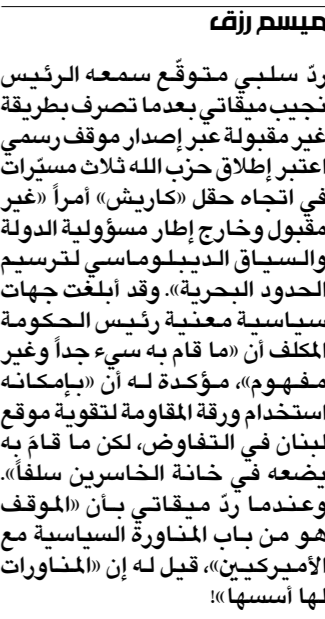 ميسم رزق
ردّ سلبي متوقّع سمعه الرئيس
نجيب ميقاتي بعدما تصرف بطريقة
غير مقبولة عبر إصدار موقف رسمي
اعتبر إطلاق حزب الله ثلاث مسيّرات
في اتجاه حقل «كاريش» أمراً «غير
مقبول وخارج إطار مسؤولية الدولة
والسياق الديبلوماسي لترسيم
الحدود البحرية». وقد أبلغت جهات
سياسية معنية رئيس الحكومة
المكلف أن «ما قام به سيء جداً وغير
مفهوم»، مؤكدة له أن «بإمكانه
استخدام ورقة المقاومة لتقوية موقع
لبنان في التفاوض، لكن ما قامَ به
يضعه في خانة الخاسرين سلفاً».
وعندما ردّ ميقاتي بأن «الموقف
هو من باب المناورة السياسية مع
الأميركيين»، قيل له إن «المناورات
لها أسسها»!